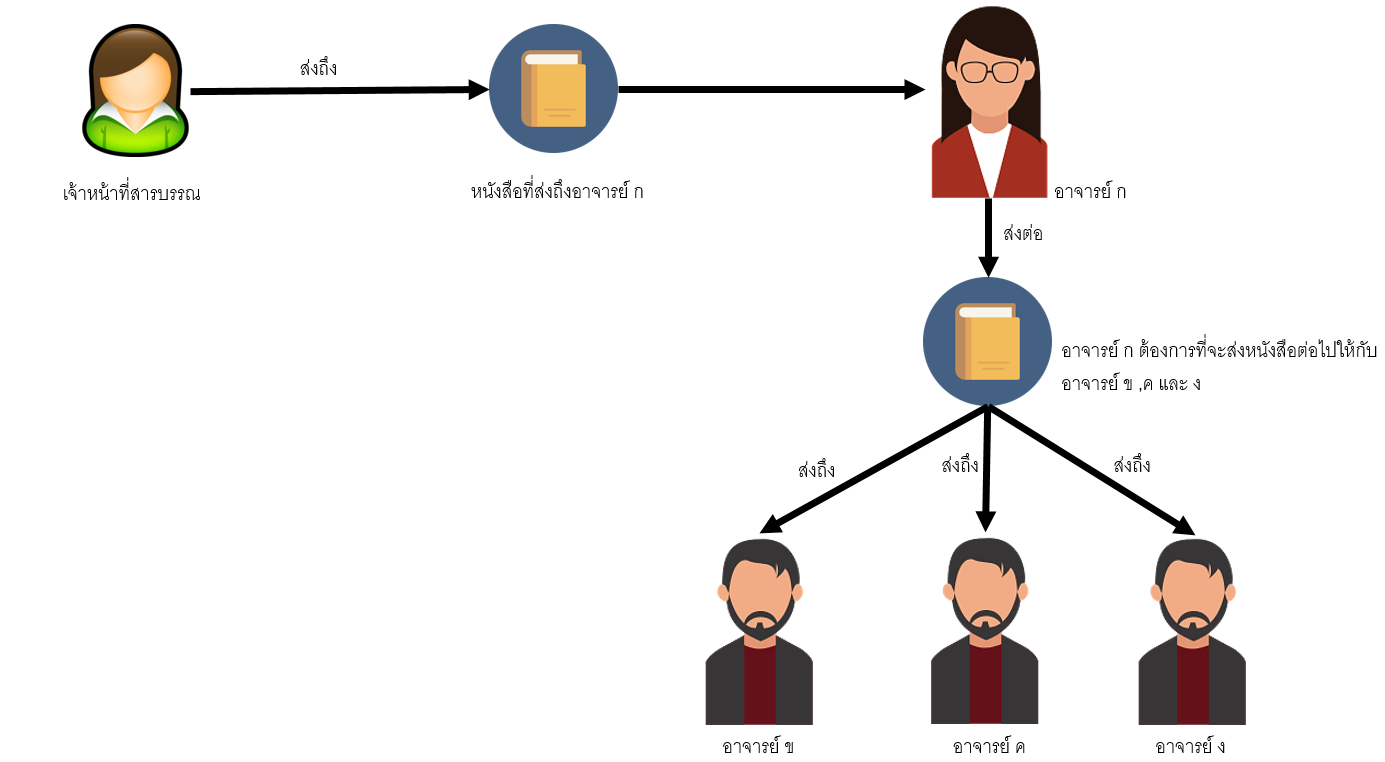 ส่งถึง
เจ้าหน้าที่สารบรรณ
หนังสือที่ส่งถึงอาจารย์ ก
อาจารย์ ก
ส่งต่อ
อาจารย์ ก ต้องการที่จะส่งหนังสือต่อไปให้กับ
อาจารย์ ข ,ค และ ง
ส่งถึง
ส่งถึง
ส่งถึง
อาจารย์ ข
อาจารย์ ค
อาจารย์ ง